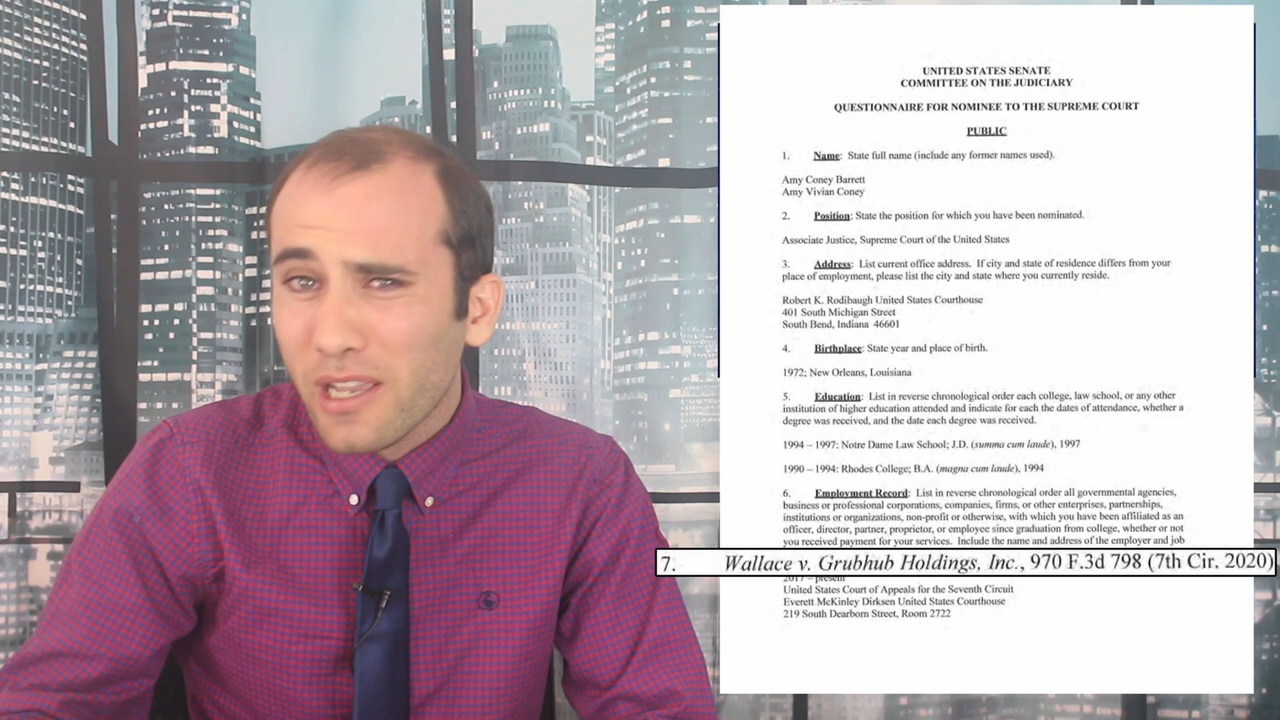 UNITED STATES SENATE
COMMITTEE ON THE JUDICIARY
QUESTIONNAIRE FOR NOMINEE TO THE SUPREME COURT
PUBLIC
1. Name: State full name (include any former names used).
Amy Coney Barrett
Amy Vivian Coney
2. Position: State the position for which you have been nominated.
Associate Justice, Supreme Court of the United States
3. Address: List current office address. If city and state of residence differs from your
place of employment, please list the city and state where you currently reside.
Robert K. Rodibaugh United States Courthouse
401 South Michigan Street
South Bend, Indiana 46601
4. Birthplace: State year and place of birth.
1972; New Orleans, Louisiana
5. Education: List in reverse chronological order each college, law school, or any other
institution of higher education attended and indicate for each the dates of attendance, whether a
degree was received, and the date each degree was received.
1994 – 1997: Notre Dame Law School; J.D. (summa cum laude), 1997
1990 – 1994: Rhodes College; B.A. (magna cum laude), 1994
6. Employment Record: List in reverse chronological order all governmental agencies,
business or professional corporations, companies, firms, or other enterprises, partnerships,
institutions or organizations, non-profit or otherwise, with which you have been affiliated as an
officer, director, partner, proprietor, or employee since graduation from college, whether or not
you received payment for your services. Include the name and address of the employer and job
7. Wallace v. Grubhub Holdings, Inc., 970 F.3d 798 (7th Cir. 2020)
2017 – present
United States Court of Appeals for the Seventh Circuit
Everett McKinley Dirksen United States Courthouse
219 South Dearborn Street, Room 2722